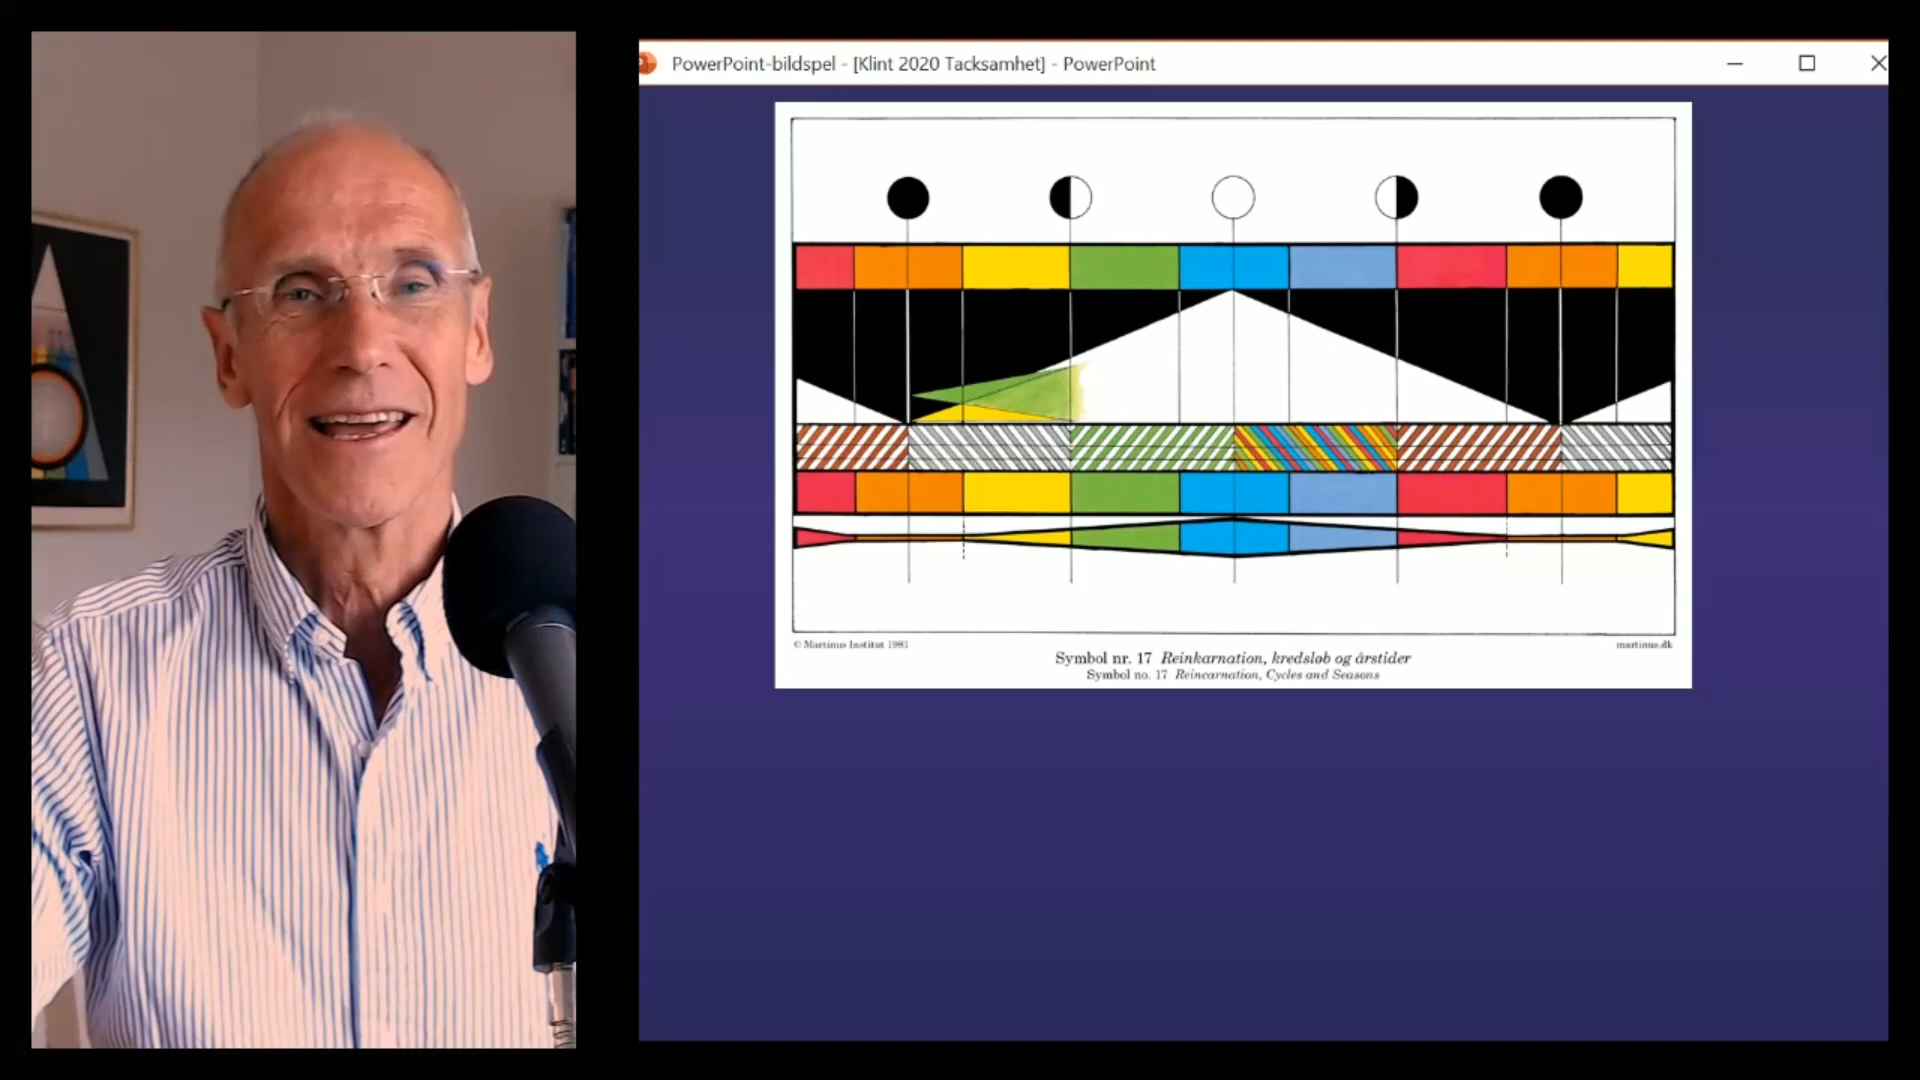 PowerPoint-bildspel - [Klint 2020 Tacksamhet] - PowerPoint
© Martinus Institut 1981
martinus.dk
Symbol nr. 17 Reinkarnation, kredsløb og årstider
Symbol no. 17 Reincarnation, Cycles and Seasons